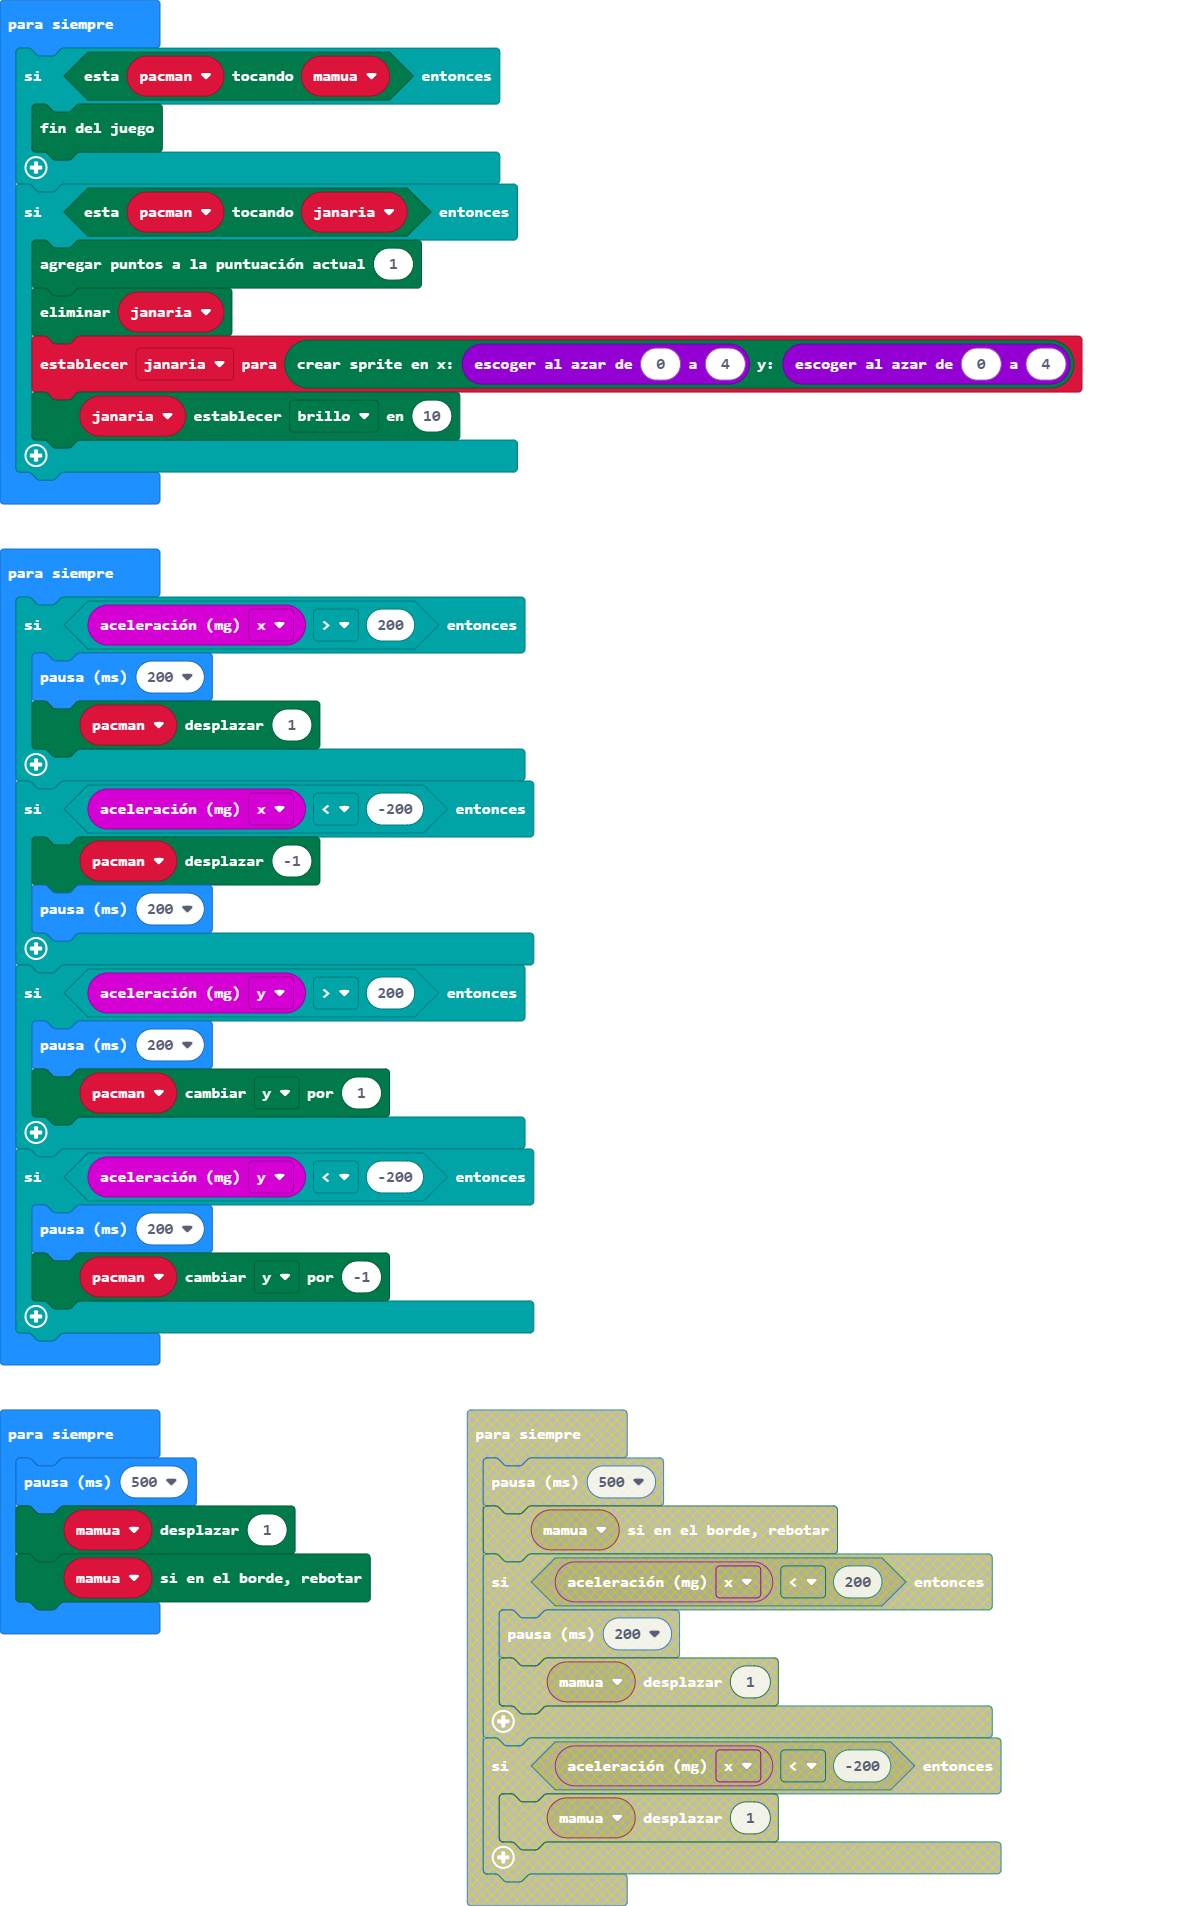 para siempre
si esta pacman tocando mamua entonces
fin del juego
si esta pacman tocando janaria entonces
agregar puntos a la puntuación actual 1
eliminar janaria
establecer janaria para crear sprite en x: escoger al azar de 0 a 4 y: escoger al azar de 0 a 4
janaria establecer brillo en 10
para siempre
si aceleración (mg) x > 200 entonces
pausa (ms) 200
pacman desplazar 1
si aceleración (mg) x < -200 entonces
pacman desplazar -1
pausa (ms) 200
si aceleración (mg) y > 200 entonces
pausa (ms) 200
pacman cambiar y por 1
si aceleración (mg) y < -200 entonces
pausa (ms) 200
pacman cambiar y por -1
para siempre
pausa (ms) 500
mamua desplazar 1
mamua si en el borde, rebotar
para siempre
pausa (ms) 500
mamua si en el borde, rebotar
si aceleración (mg) x < 200 entonces
pausa (ms) 200
mamua desplazar 1
si aceleración (mg) x < -200 entonces
mamua desplazar 1